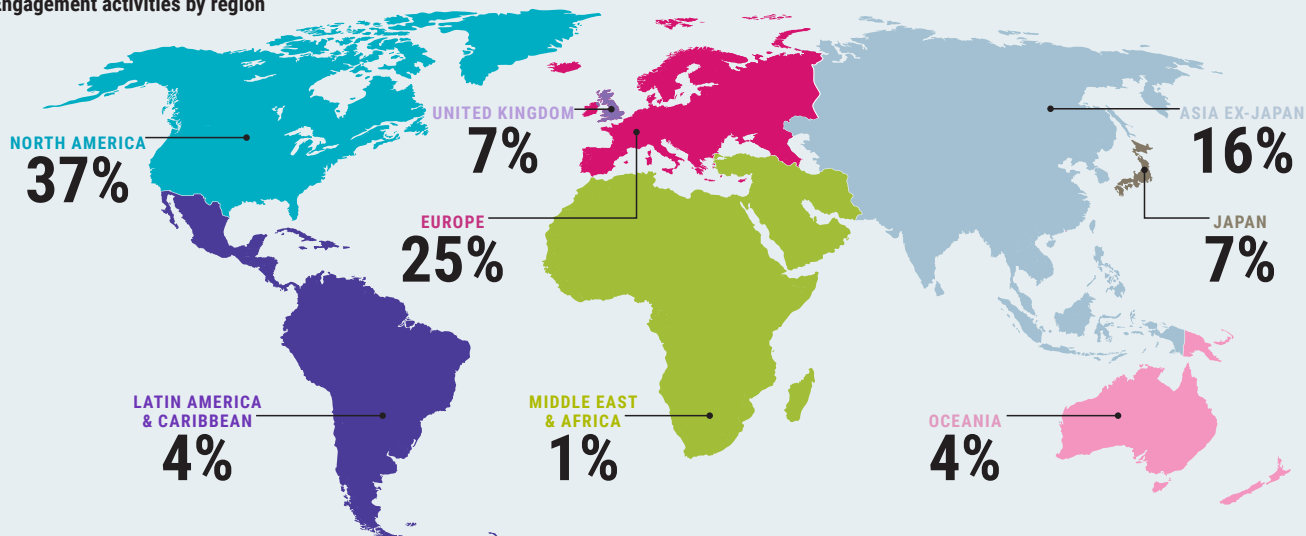 Engagement activities by region
NORTH AMERICA
37%
UNITED KINGDOM
7%
EUROPE
25%
ASIA EX-JAPAN
16%
JAPAN
7%
LATIN AMERICA
& CARIBBEAN
4%
MIDDLE EAST
& AFRICA
1%
OCEANIA
4%